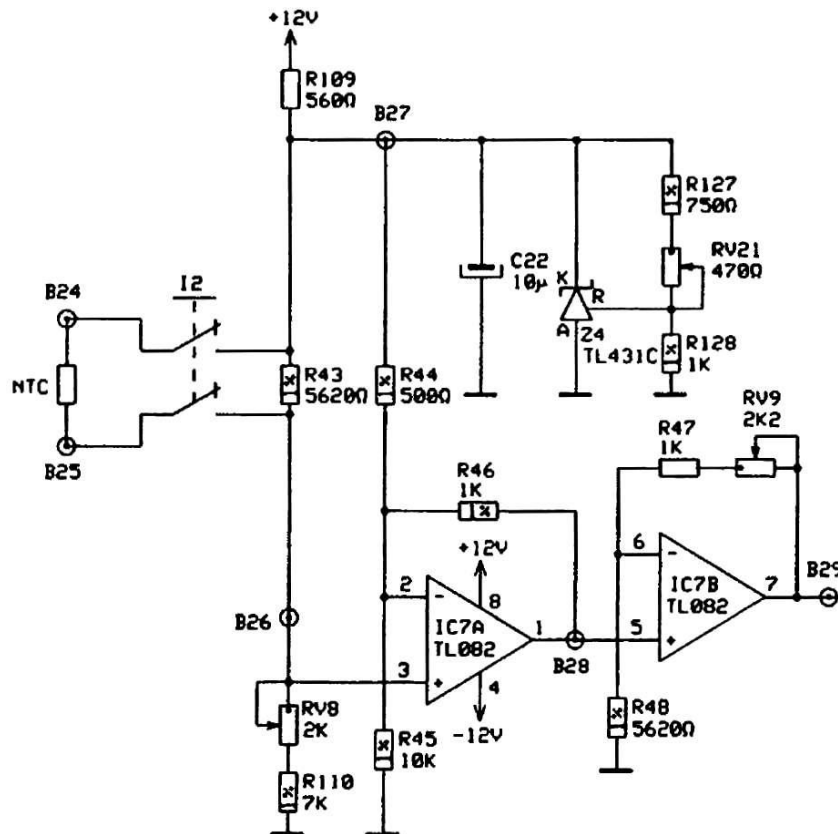 +12V
R109
560Ω
B27
R127
750Ω
C22
10µ
RV21
470Ω
K
R
A
Z4
TL431C
R128
1K
I2
B24
NTC
B25
R43
5620Ω
R44
500Ω
RV9
2K2
R47
1K
R46
1K
+12V
B26
2
-
8
IC7A
TL082
1
3
+
4
-12V
B28
6
-
IC7B
TL082
7
5
+
B29
RV8
2K
R45
10K
R48
5620Ω
R110
7K